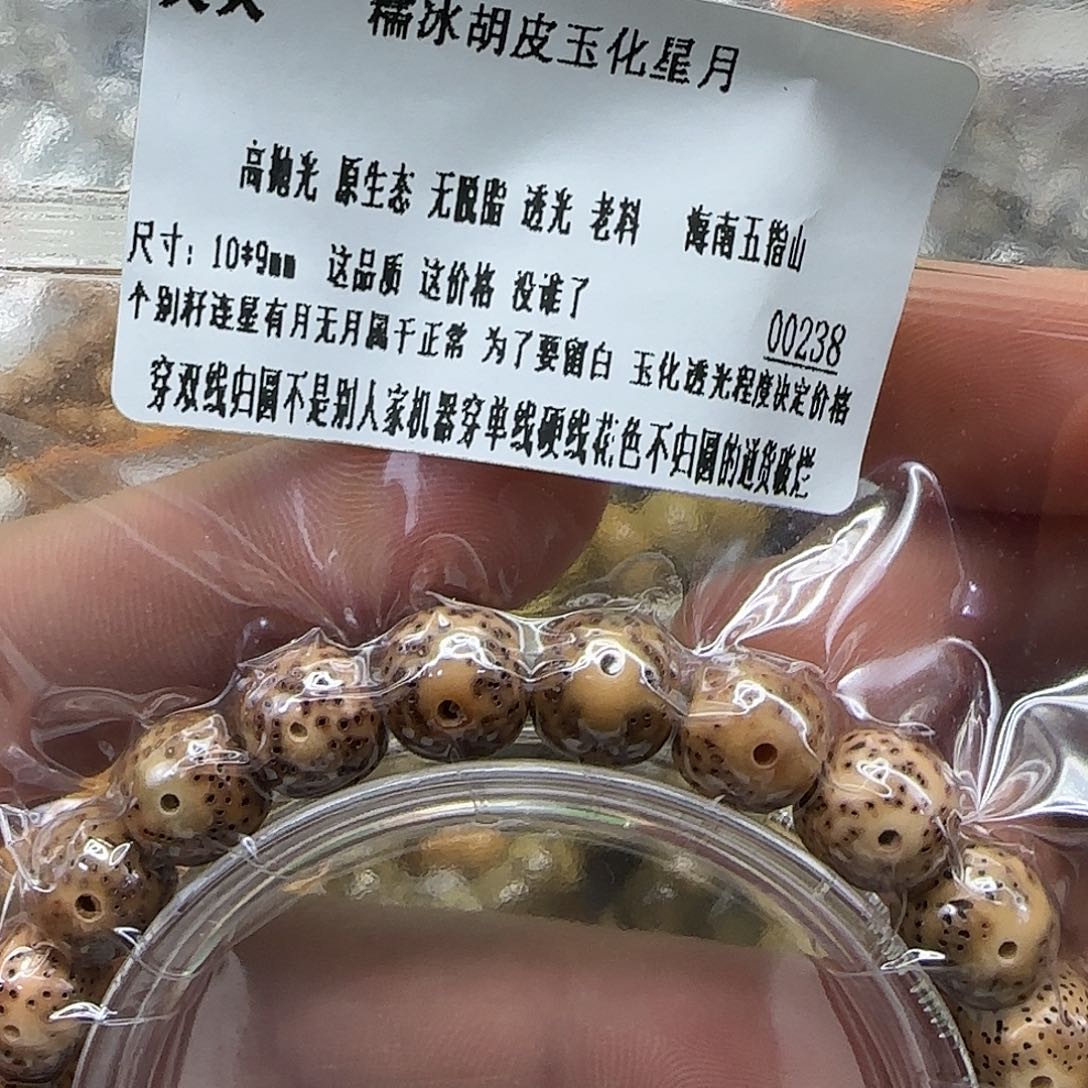 糯冰胡皮玉化星月
高抛光 原生态 无脱脂 透光 老料 海南五指山
尺寸：10*9mm 这品质 这价格 没谁了
00238
个别籽连星有月无月属于正常 为了要留白 玉化透光程度决定价格
穿双线归圆不是别人家机器穿单线硬线花色不归圆的通货破烂